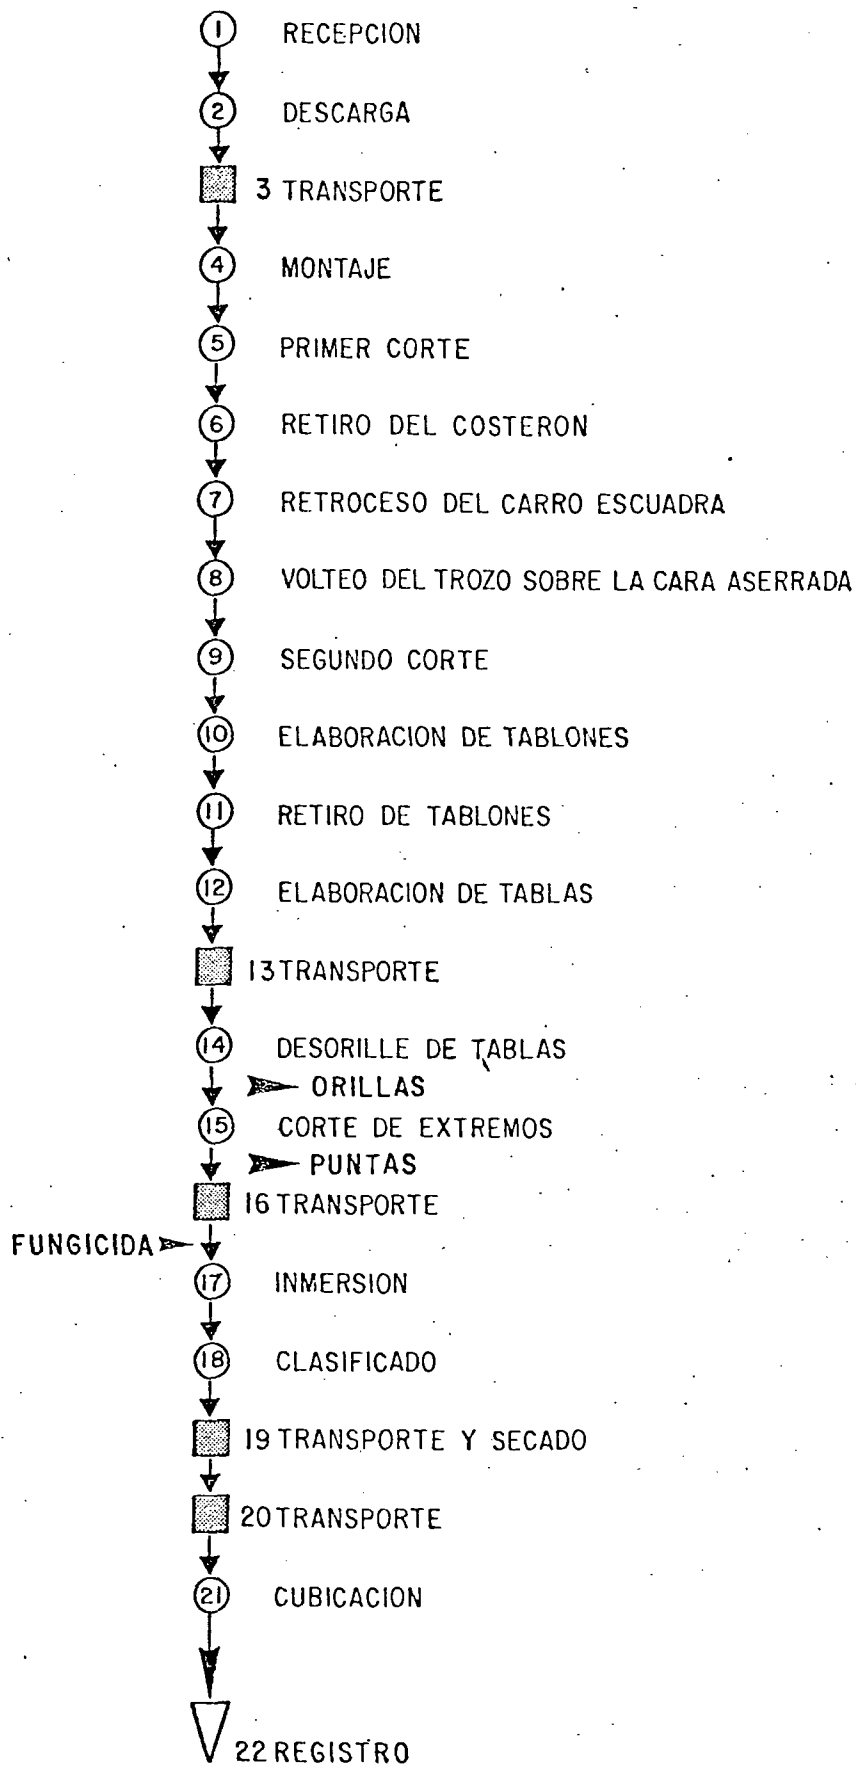 1 RECEPCION
2 DESCARGA
3 TRANSPORTE
4 MONTAJE
5 PRIMER CORTE
6 RETIRO DEL COSTERON
7 RETROCESO DEL CARRO ESCUADRA
8 VOLTEO DEL TROZO SOBRE LA CARA ASERRADA
9 SEGUNDO CORTE
10 ELABORACION DE TABLONES
11 RETIRO DE TABLONES
12 ELABORACION DE TABLAS
13 TRANSPORTE
14 DESORILLE DE TABLAS
ORILLAS
15 CORTE DE EXTREMOS
PUNTAS
16 TRANSPORTE
FUNGICIDA
17 INMERSION
18 CLASIFICADO
19 TRANSPORTE Y SECADO
20 TRANSPORTE
21 CUBICACION
22 REGISTRO